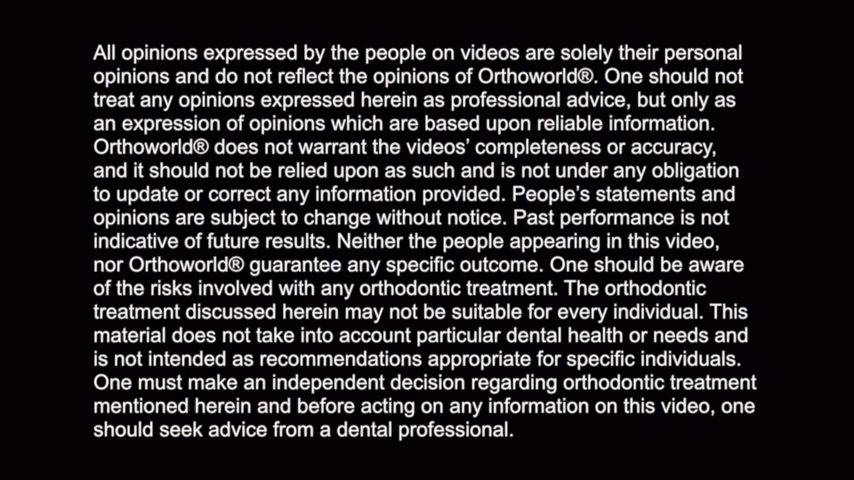 All opinions expressed by the people on videos are solely their personal
opinions and do not reflect the opinions of Orthoworld®. One should not
treat any opinions expressed herein as professional advice, but only as
an expression of opinions which are based upon reliable information.
Orthoworld® does not warrant the videos’ completeness or accuracy,
and it should not be relied upon as such and is not under any obligation
to update or correct any information provided. People’s statements and
opinions are subject to change without notice. Past performance is not
indicative of future results. Neither the people appearing in this video,
nor Orthoworld® guarantee any specific outcome. One should be aware
of the risks involved with any orthodontic treatment. The orthodontic
treatment discussed herein may not be suitable for every individual. This
material does not take into account particular dental health or needs and
is not intended as recommendations appropriate for specific individuals.
One must make an independent decision regarding orthodontic treatment
mentioned herein and before acting on any information on this video, one
should seek advice from a dental professional.